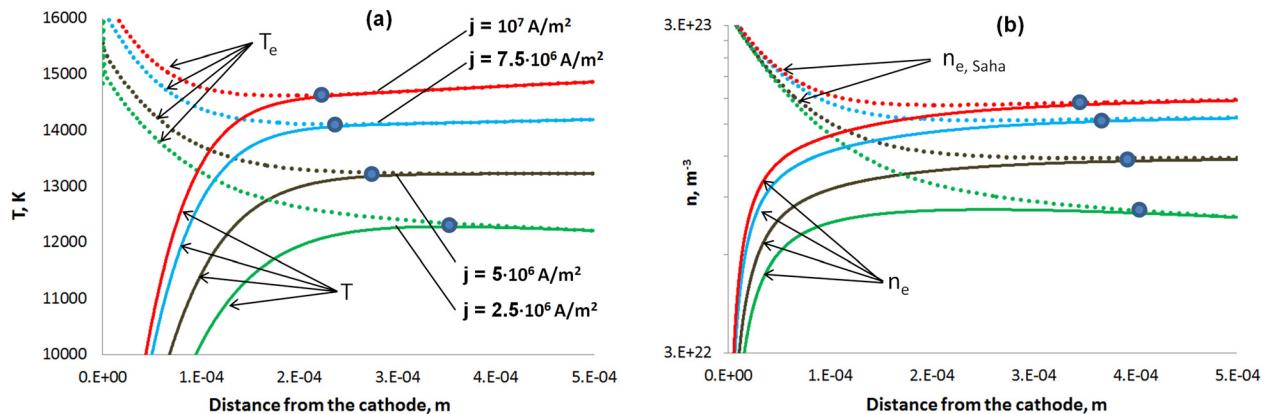 (a)
16000
15000
14000
13000
12000
11000
10000
T, K
0.E+00 1.E-04 2.E-04 3.E-04 4.E-04 5.E-04
Distance from the cathode, m
Te
T
j = 10⁷ A/m²
j = 7.5·10⁶ A/m²
j = 5·10⁶ A/m²
j = 2.5·10⁶ A/m²
(b)
3.E+23
3.E+22
n, m⁻³
0.E+00 1.E-04 2.E-04 3.E-04 4.E-04 5.E-04
Distance from the cathode, m
ne, Saha
ne